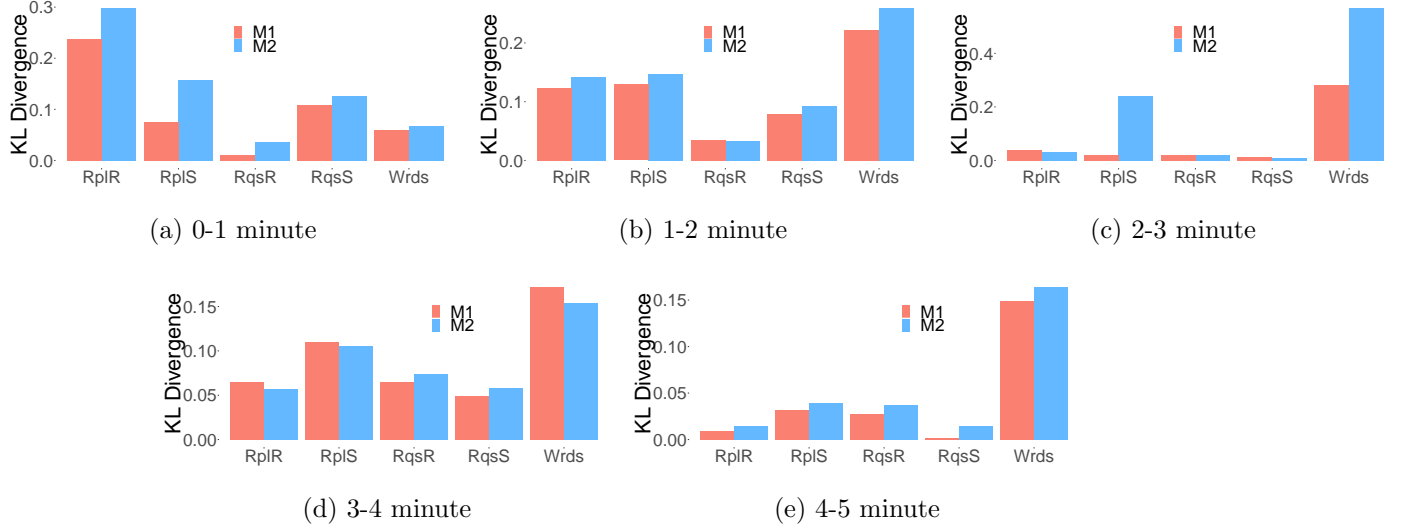 KL Divergence
0.3
0.2
0.1
0.0
M1
M2
RplR RplS RqsR RqsS Wrds
(a) 0-1 minute
KL Divergence
0.2
0.1
0.0
M1
M2
RplR RplS RqsR RqsS Wrds
(b) 1-2 minute
KL Divergence
0.4
0.2
0.0
M1
M2
RplR RplS RqsR RqsS Wrds
(c) 2-3 minute
KL Divergence
0.15
0.10
0.05
0.00
M1
M2
RplR RplS RqsR RqsS Wrds
(d) 3-4 minute
KL Divergence
0.15
0.10
0.05
0.00
M1
M2
RplR RplS RqsR RqsS Wrds
(e) 4-5 minute